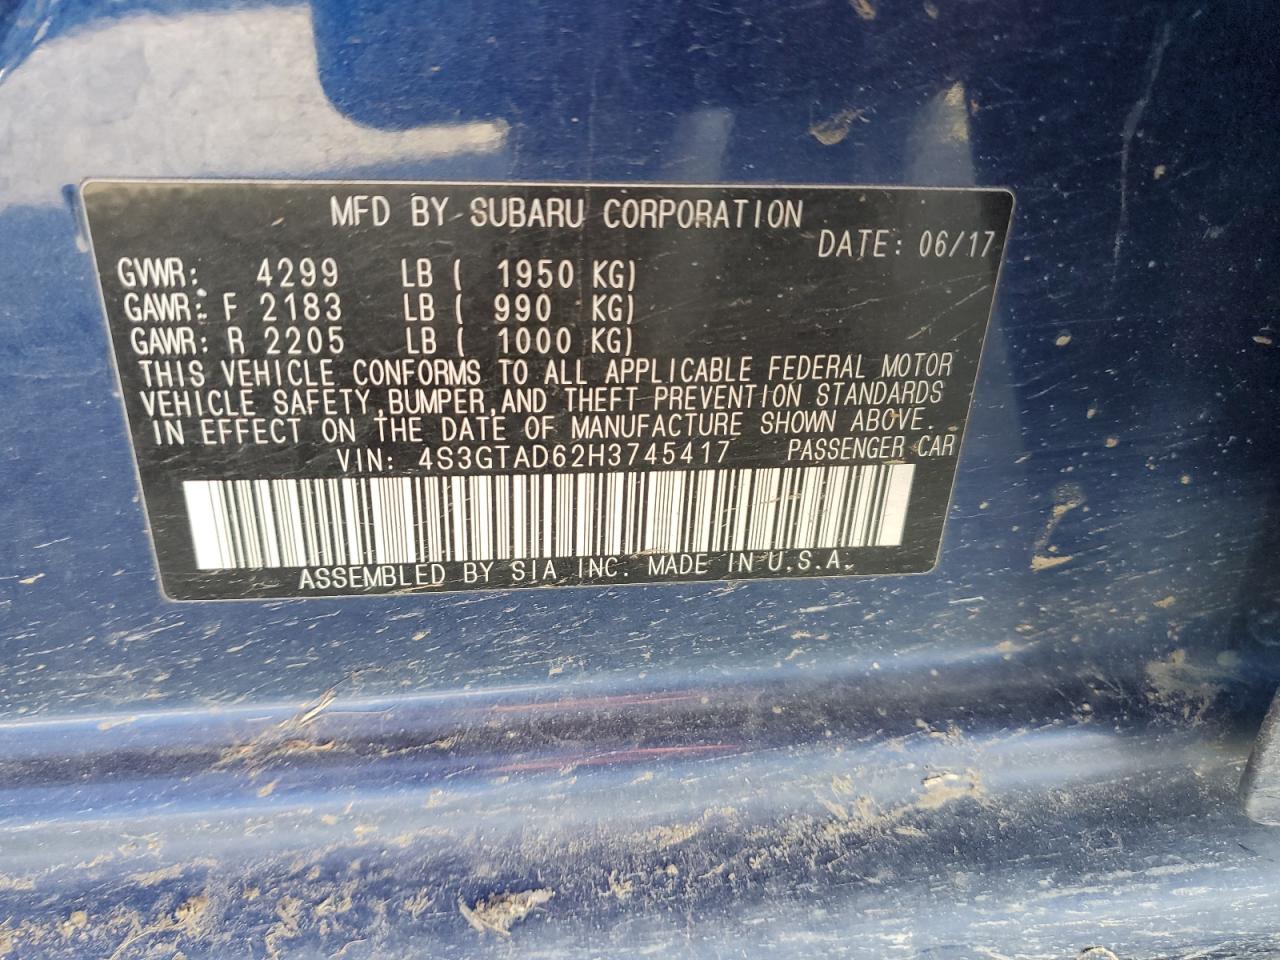 MFD BY SUBARU CORPORATION
DATE: 06/17
GVWR: 4299 LB ( 1950 KG)
GAWR: F 2183 LB ( 990 KG)
GAWR: R 2205 LB ( 1000 KG)
THIS VEHICLE CONFORMS TO ALL APPLICABLE FEDERAL MOTOR
VEHICLE SAFETY, BUMPER, AND THEFT PREVENTION STANDARDS
IN EFFECT ON THE DATE OF MANUFACTURE SHOWN ABOVE.
VIN: 4S3GTAD62H3745417 PASSENGER CAR
ASSEMBLED BY SIA INC. MADE IN U.S.A.